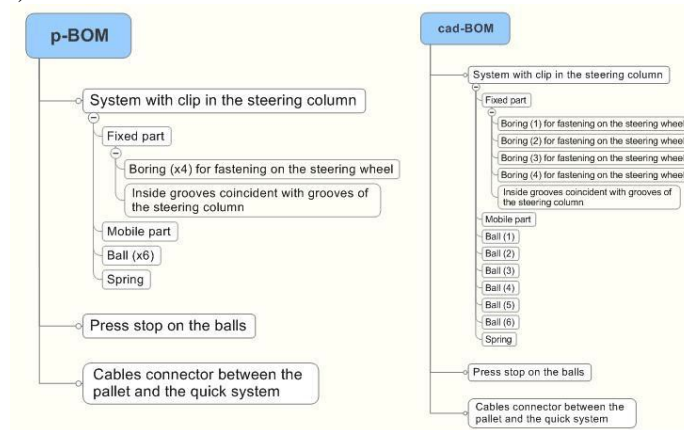 p-BOM
System with clip in the steering column
Fixed part
Boring (x4) for fastening on the steering wheel
Inside grooves coincident with grooves of
the steering column
Mobile part
Ball (x6)
Spring
Press stop on the balls
Cables connector between the
pallet and the quick system
cad-BOM
System with clip in the steering column
Fixed part
Boring (1) for fastening on the steering wheel
Boring (2) for fastening on the steering wheel
Boring (3) for fastening on the steering wheel
Boring (4) for fastening on the steering wheel
Inside grooves coincident with grooves of
the steering column
Mobile part
Ball (1)
Ball (2)
Ball (3)
Ball (4)
Ball (5)
Ball (6)
Spring
Press stop on the balls
Cables connector between the
pallet and the quick system